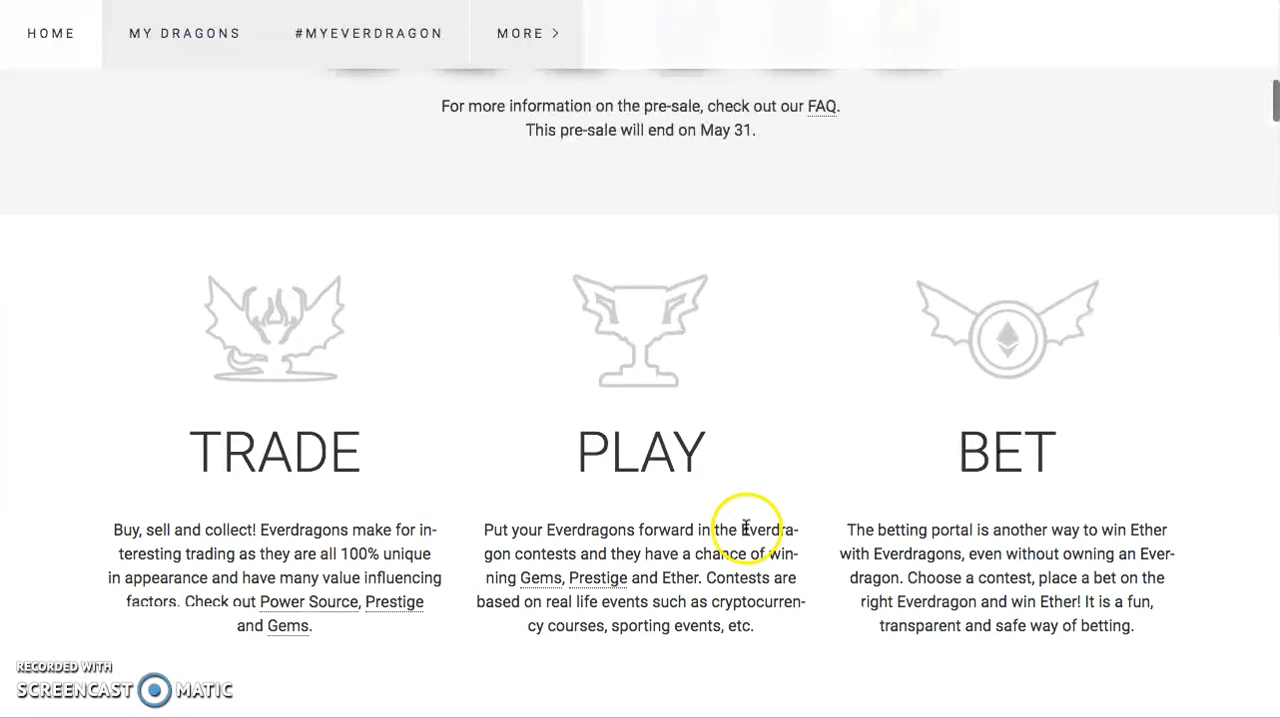 HOME MY DRAGONS #MYEVERDRAGON MORE >
For more information on the pre-sale, check out our FAQ.
This pre-sale will end on May 31.
TRADE
Buy, sell and collect! Everdragons make for in-
teresting trading as they are all 100% unique
in appearance and have many value influencing
factors. Check out Power Source, Prestige
and Gems.
PLAY
Put your Everdragons forward in the Everdra-
gon contests and they have a chance of win-
ning Gems, Prestige and Ether. Contests are
based on real life events such as cryptocurren-
cy courses, sporting events, etc.
BET
The betting portal is another way to win Ether
with Everdragons, even without owning an Ever-
dragon. Choose a contest, place a bet on the
right Everdragon and win Ether! It is a fun,
transparent and safe way of betting.
RECORDED WITH
SCREENCAST MATIC